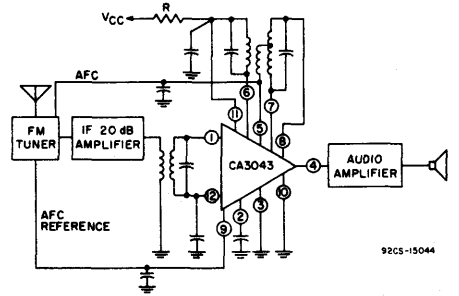 R
VCC
AFC
6
7
11
5
8
FM
TUNER
IF 20 dB
AMPLIFIER
1
CA3043
4
AUDIO
AMPLIFIER
12
2
3
10
9
AFC
REFERENCE
92CS-15044